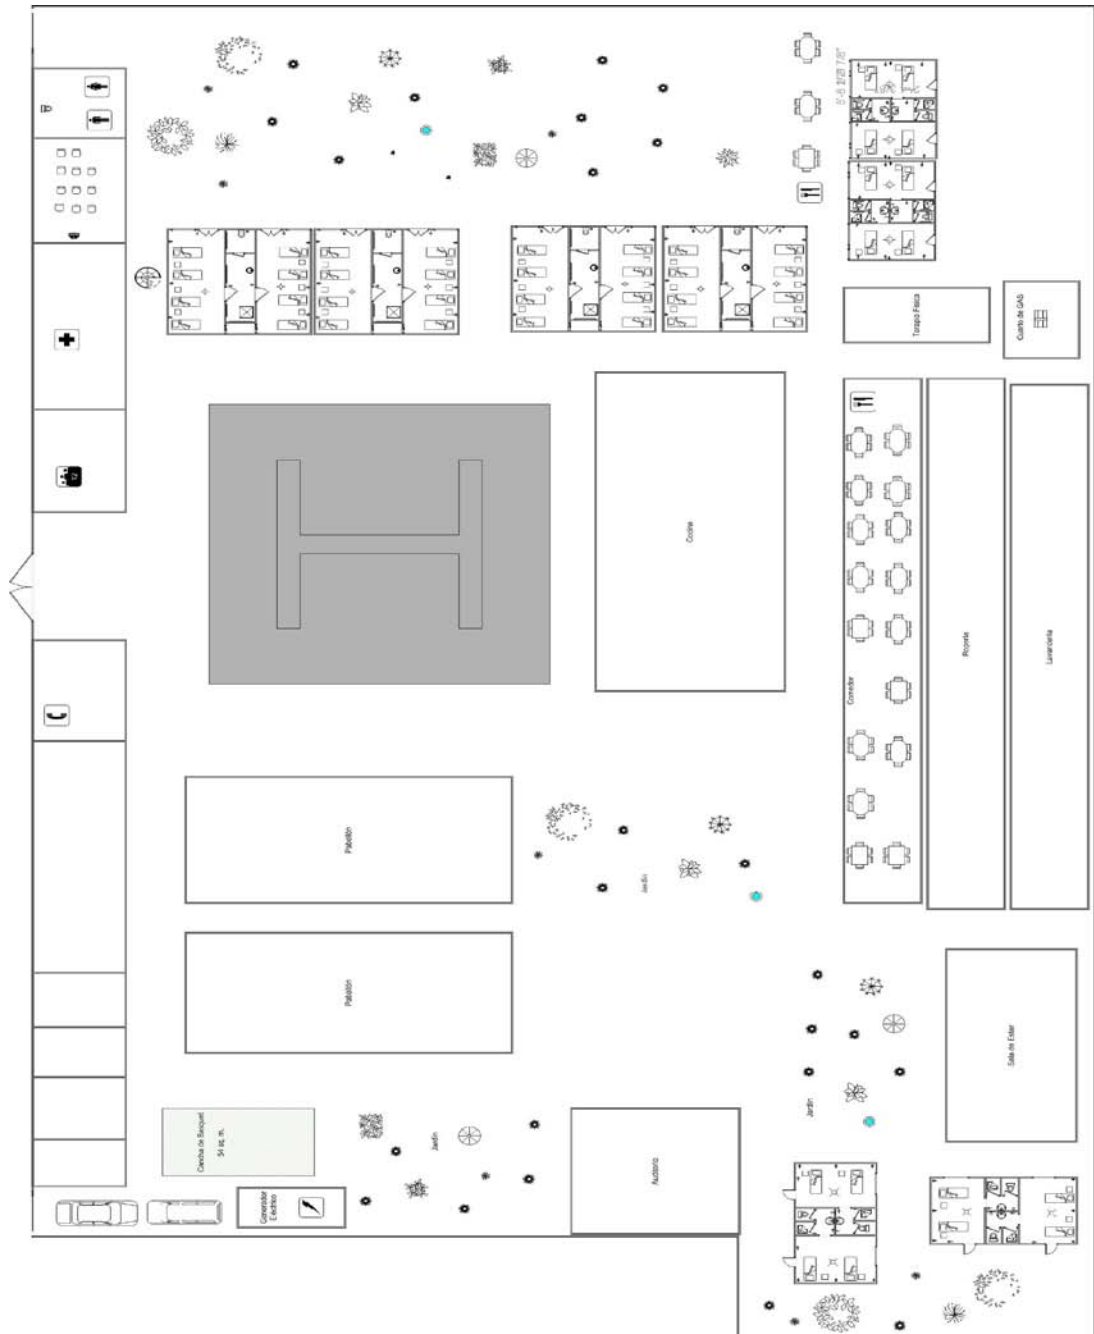 Terapia Física
Cuarto de GAS
Cocina
Comedor
Ropería
Lavandería
Pabellón
Jardín
Pabellón
Sala de Estar
Jardín
Cancha de Basquet
54 sq. m.
Jardín
Auditorio
Generador
Eléctrico
H